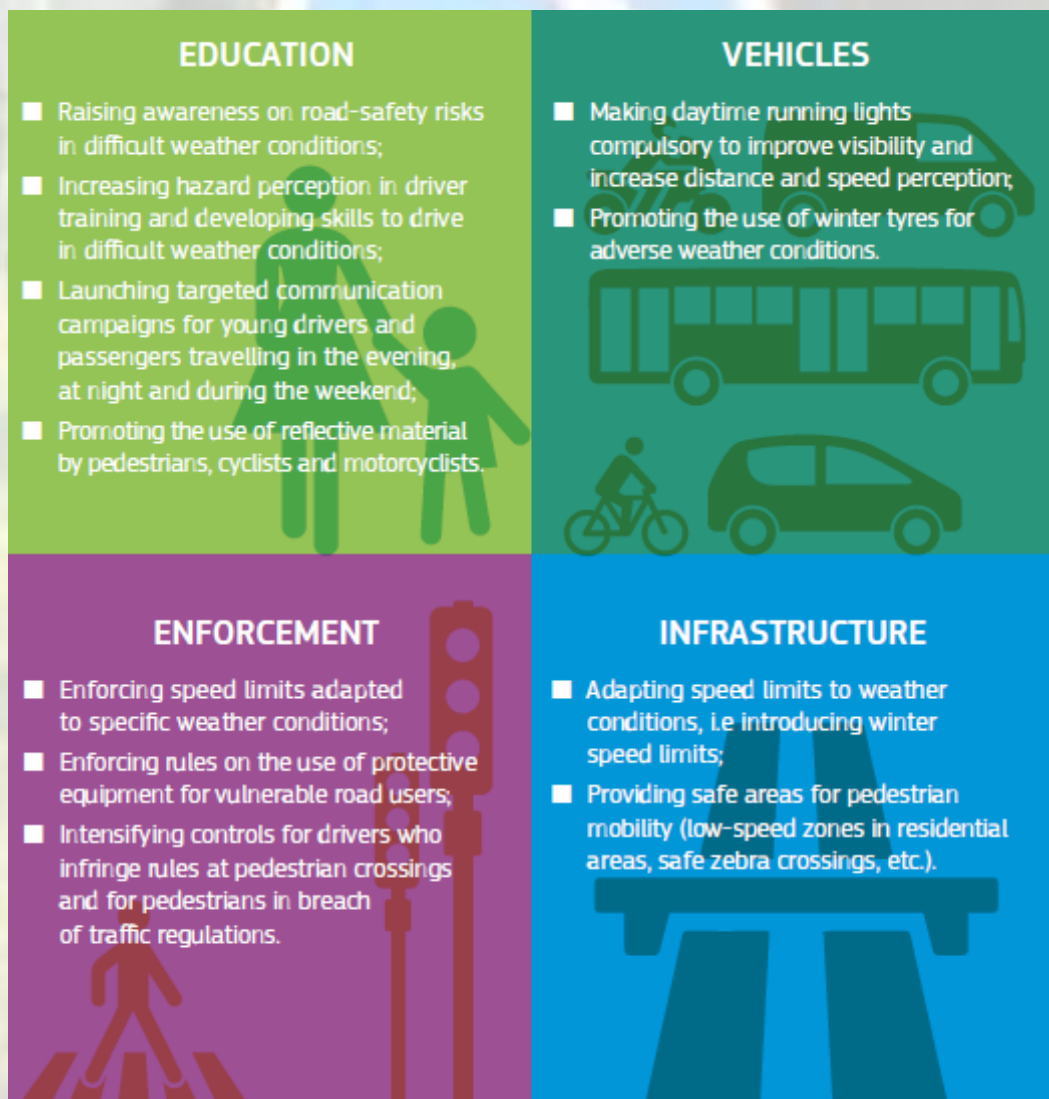 EDUCATION
■ Raising awareness on road-safety risks
in difficult weather conditions;
■ Increasing hazard perception in driver
training and developing skills to drive
in difficult weather conditions;
■ Launching targeted communication
campaigns for young drivers and
passengers travelling in the evening,
at night and during the weekend;
■ Promoting the use of reflective material
by pedestrians, cyclists and motorcyclists.
VEHICLES
■ Making daytime running lights
compulsory to improve visibility and
increase distance and speed perception;
■ Promoting the use of winter tyres for
adverse weather conditions.
ENFORCEMENT
■ Enforcing speed limits adapted
to specific weather conditions;
■ Enforcing rules on the use of protective
equipment for vulnerable road users;
■ Intensifying controls for drivers who
infringe rules at pedestrian crossings
and for pedestrians in breach
of traffic regulations.
INFRASTRUCTURE
■ Adapting speed limits to weather
conditions, i.e introducing winter
speed limits;
■ Providing safe areas for pedestrian
mobility (low-speed zones in residential
areas, safe zebra crossings, etc.).